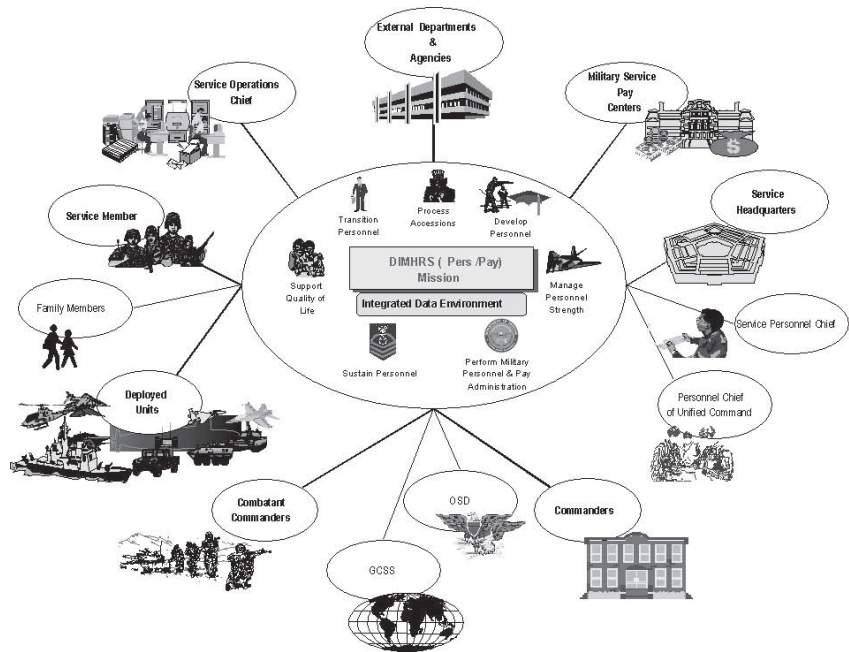 External Departments
&
Agencies
Service Operations
Chief
Military Service
Pay
Centers
$
Service Member
Service
Headquarters
Transition
Personnel
Process
Accessions
Develop
Personnel
DIMHRS ( Pers /Pay)
Mission
Integrated Data Environment
Support
Quality of
Life
Manage
Personnel
Strength
Family Members
Service Personnel Chief
Sustain Personnel
Perform Military
Personnel & Pay
Administration
Deployed
Units
Personnel Chief
of Unified Command
Combatant
Commanders
OSD
Commanders
GCSS